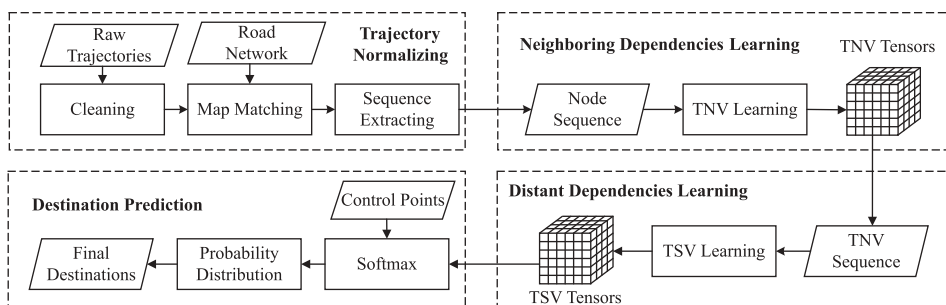 Raw
Trajectories
Road
Network
Trajectory
Normalizing
Cleaning
Map Matching
Sequence
Extracting
Neighboring Dependencies Learning
TNV Tensors
Node
Sequence
TNV Learning
Destination Prediction
Control Points
Final
Destinations
Probability
Distribution
Softmax
Distant Dependencies Learning
TSV Tensors
TSV Learning
TNV
Sequence